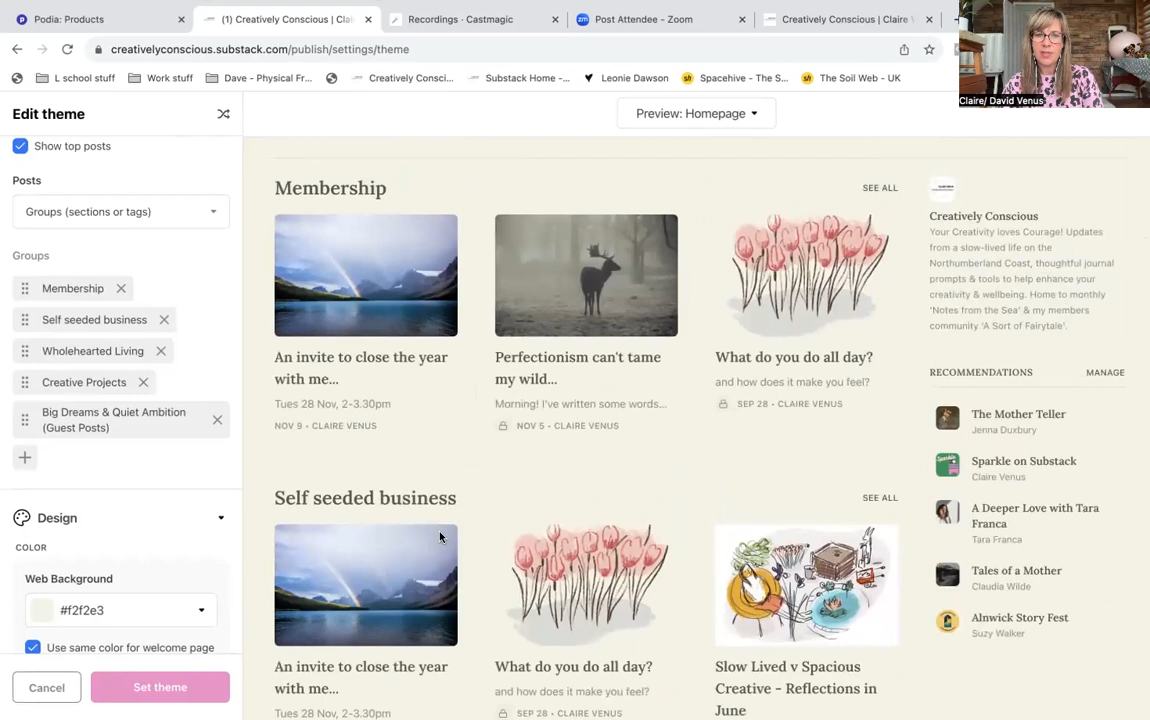 Podia: Products
(1) Creatively Conscious | Clai
Recordings - Castmagic
Post Attendee - Zoom
Creatively Conscious | Claire
creativelyconscious.substack.com/publish/settings/theme
L school stuff
Work stuff
Dave - Physical Fr...
Creatively Consci...
Substack Home -...
Leonie Dawson
Spacehive - The S...
The Soil Web - UK
Claire/ David Venus
Edit theme
Preview: Homepage
Show top posts
Posts
Groups (sections or tags)
Groups
Membership
Self seeded business
Wholehearted Living
Creative Projects
Big Dreams & Quiet Ambition
(Guest Posts)
Design
COLOR
Web Background
#f2f2e3
Use same color for welcome page
Cancel
Set theme
Membership
SEE ALL
An invite to close the year
with me...
Tues 28 Nov, 2-3.30pm
NOV 9 • CLAIRE VENUS
Perfectionism can't tame
my wild...
Morning! I've written some words...
NOV 5 • CLAIRE VENUS
What do you do all day?
and how does it make you feel?
SEP 28 • CLAIRE VENUS
Self seeded business
SEE ALL
An invite to close the year
with me...
Tues 28 Nov, 2-3.30pm
What do you do all day?
and how does it make you feel?
SEP 28 • CLAIRE VENUS
Slow Lived v Spacious
Creative - Reflections in
June
Creatively Conscious
Your Creativity loves Courage! Updates
from a slow-lived life on the
Northumberland Coast, thoughtful journal
prompts & tools to help enhance your
creativity & wellbeing. Home to monthly
'Notes from the Sea' & my members
community 'A Sort of Fairytale'.
RECOMMENDATIONS
MANAGE
The Mother Teller
Jenna Duxbury
Sparkle on Substack
Claire Venus
A Deeper Love with Tara
Franca
Tara Franca
Tales of a Mother
Claudia Wilde
Alnwick Story Fest
Suzy Walker